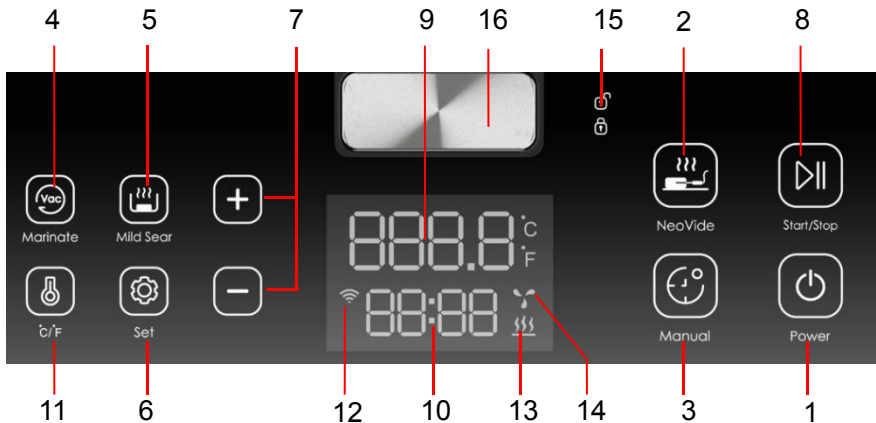 4 5 7 9 16 15 2 8
Vac
Marinate Mild Sear NeoVide Start/Stop
888.8 °C
°F
88:88
°C/°F Set Manual Power
11 6 12 10 13 14 3 1